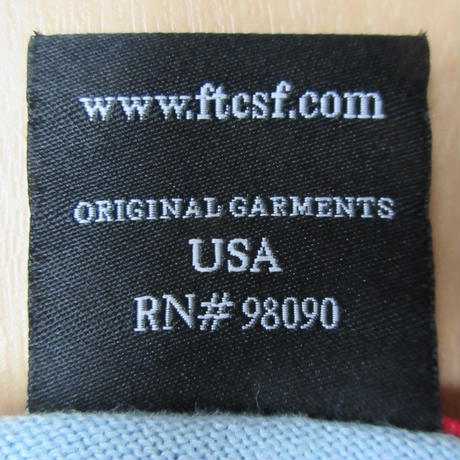 www.ftcsf.com
ORIGINAL GARMENTS
USA
RN# 98090